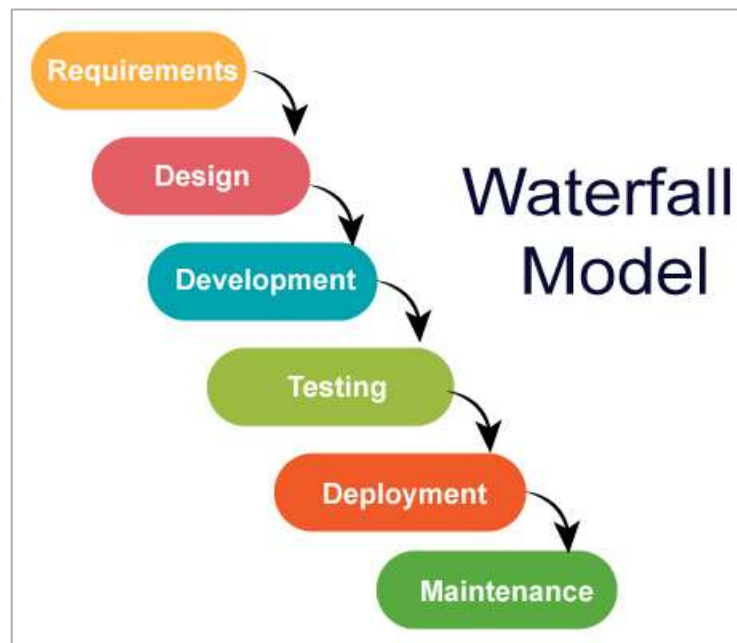 Requirements
Design
Waterfall
Model
Development
Testing
Deployment
Maintenance